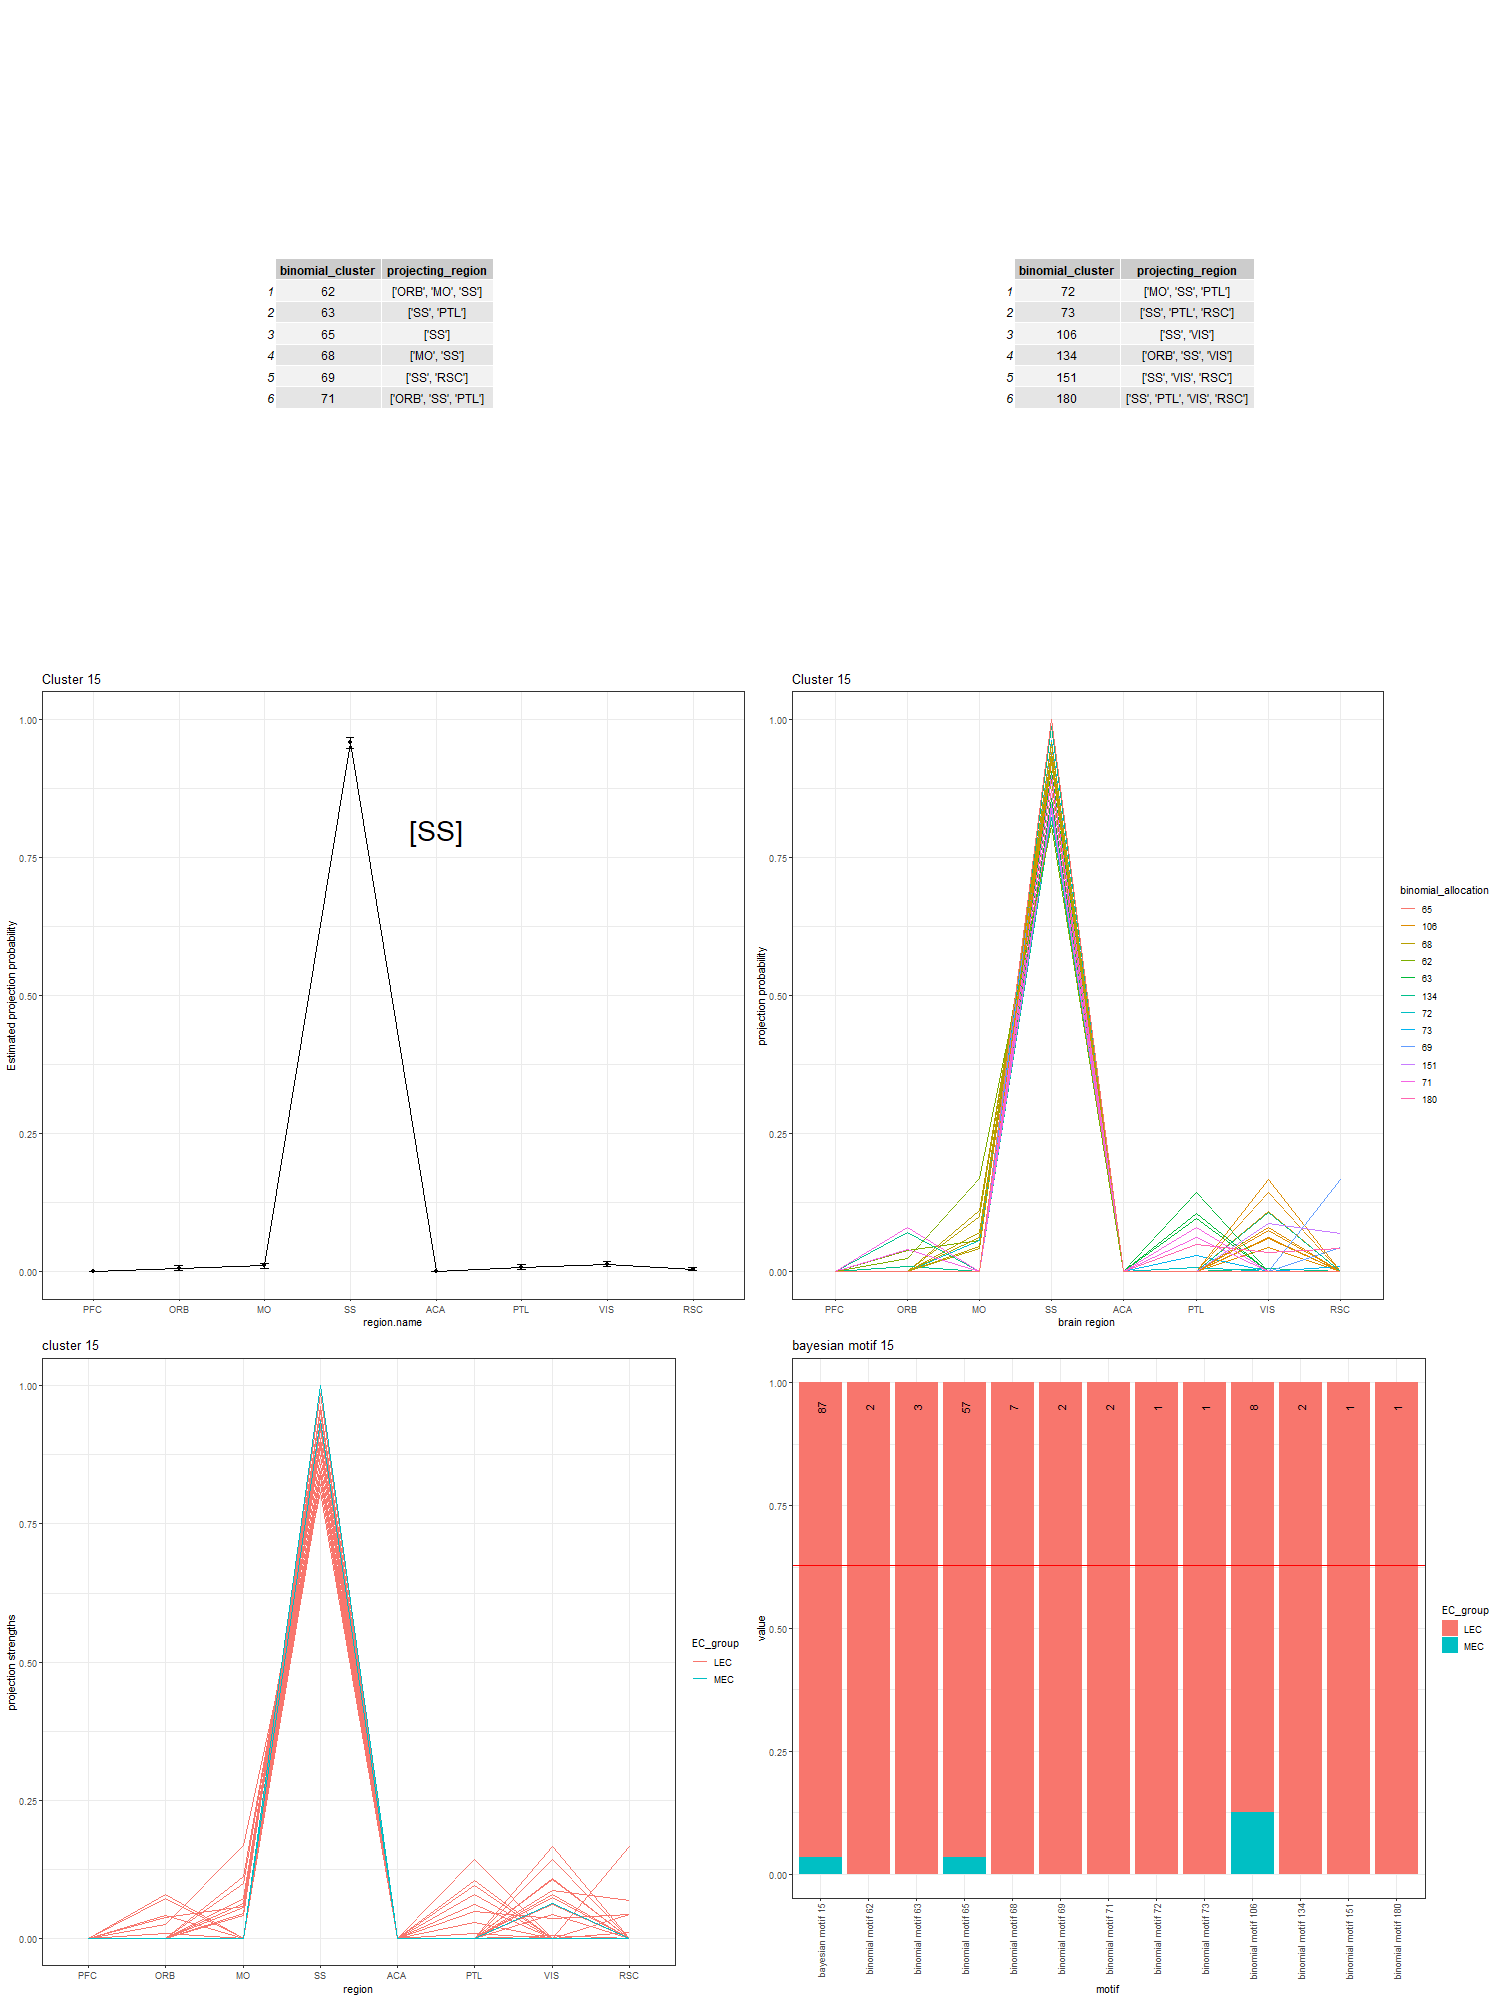 binomial_cluster projecting_region
1 62 ['ORB', 'MO', 'SS']
2 63 ['SS', 'PTL']
3 65 ['SS']
4 68 ['MO', 'SS']
5 69 ['SS', 'RSC']
6 71 ['ORB', 'SS', 'PTL']
binomial_cluster projecting_region
1 72 ['MO', 'SS', 'PTL']
2 73 ['SS', 'PTL', 'RSC']
3 106 ['SS', 'VIS']
4 134 ['ORB', 'SS', 'VIS']
5 151 ['SS', 'VIS', 'RSC']
6 180 ['SS', 'PTL', 'VIS', 'RSC']
Cluster 15
Estimated projection probability
1.00
0.75
0.50
0.25
0.00
[SS]
PFC ORB MO SS ACA PTL VIS RSC
region.name
Cluster 15
projection probability
1.00
0.75
0.50
0.25
0.00
PFC ORB MO SS ACA PTL VIS RSC
brain region
binomial_allocation
65
106
68
62
63
134
72
73
69
151
71
180
cluster 15
projection strengths
1.00
0.75
0.50
0.25
0.00
PFC ORB MO SS ACA PTL VIS RSC
region
EC_group
LEC
MEC
bayesian motif 15
value
1.00
0.75
0.50
0.25
0.00
87 2 3 57 7 2 2 1 1 8 2 1 1
bayesian motif 15
binomial motif 62
binomial motif 63
binomial motif 65
binomial motif 68
binomial motif 69
binomial motif 71
binomial motif 72
binomial motif 73
binomial motif 106
binomial motif 134
binomial motif 151
binomial motif 180
motif
EC_group
LEC
MEC